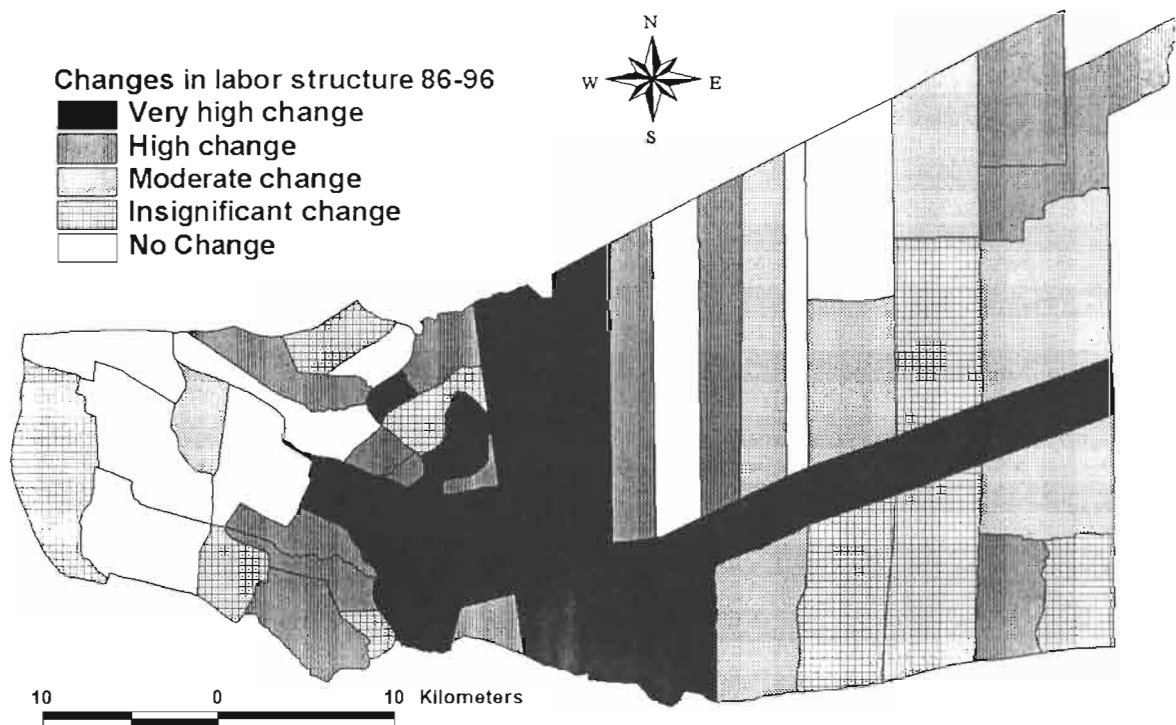 N
W E
S
Changes in labor structure 86-96
Very high change
High change
Moderate change
Insignificant change
No Change
10 0 10 Kilometers